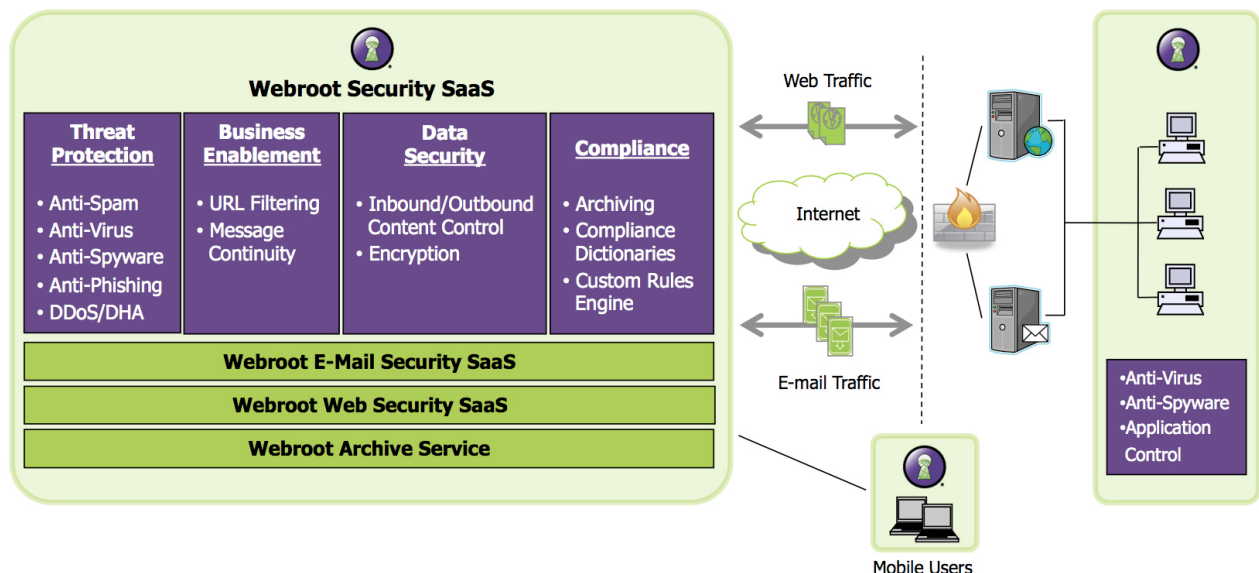 Webroot Security SaaS
Threat
Protection
• Anti-Spam
• Anti-Virus
• Anti-Spyware
• Anti-Phishing
• DDoS/DHA
Business
Enablement
• URL Filtering
• Message
Continuity
Data
Security
• Inbound/Outbound
Content Control
• Encryption
Compliance
• Archiving
• Compliance
Dictionaries
• Custom Rules
Engine
Webroot E-Mail Security SaaS
Webroot Web Security SaaS
Webroot Archive Service
Web Traffic
Internet
E-mail Traffic
Mobile Users
•Anti-Virus
•Anti-Spyware
•Application
Control